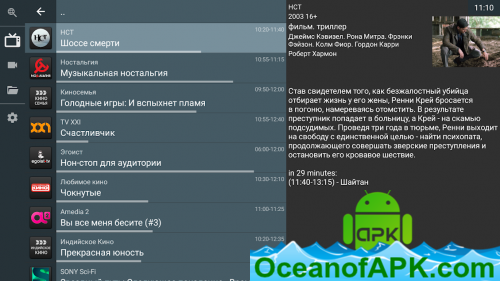 ..
11:10
НСТ
10:20-11:40
Шоссе смерти
Ностальгия
10:55-11:15
Музыкальная ностальгия
Киносемья
09:50-12:00
Голодные игры: И вспыхнет пламя
TV XXI
10:55-12:40
Счастливчик
Эгоист
06:00-12:00
Нон-стоп для аудитории
Любимое кино
10:30-12:10
Чокнутые
Amedia 2
11:00-11:25
Вы все меня бесите (#3)
Индийское Кино
10:20-12:35
Прекрасная юность
SONY Sci-Fi
НСТ
2003 16+
фильм. триллер
Джеймс Кэвизел. Рона Митра. Фрэнки
Фэйзон. Колм Фиор. Гордон Карри
Роберт Хармон
Став свидетелем того, как безжалостный убийца
отбирает жизнь у его жены, Ренни Крей бросается
в погоню, намереваясь отомстить. В результате
преступник попадает в больницу, а Крей - на скамью
подсудимых. Проведя три года в тюрьме, Ренни выходит
на свободу с единственной целью - найти психопата,
продолжающего совершать зверские преступления и
остановить его кровавое шествие.
in 29 minutes:
(11:40-13:15) - Шайтан
APK
OceanofAPK.com